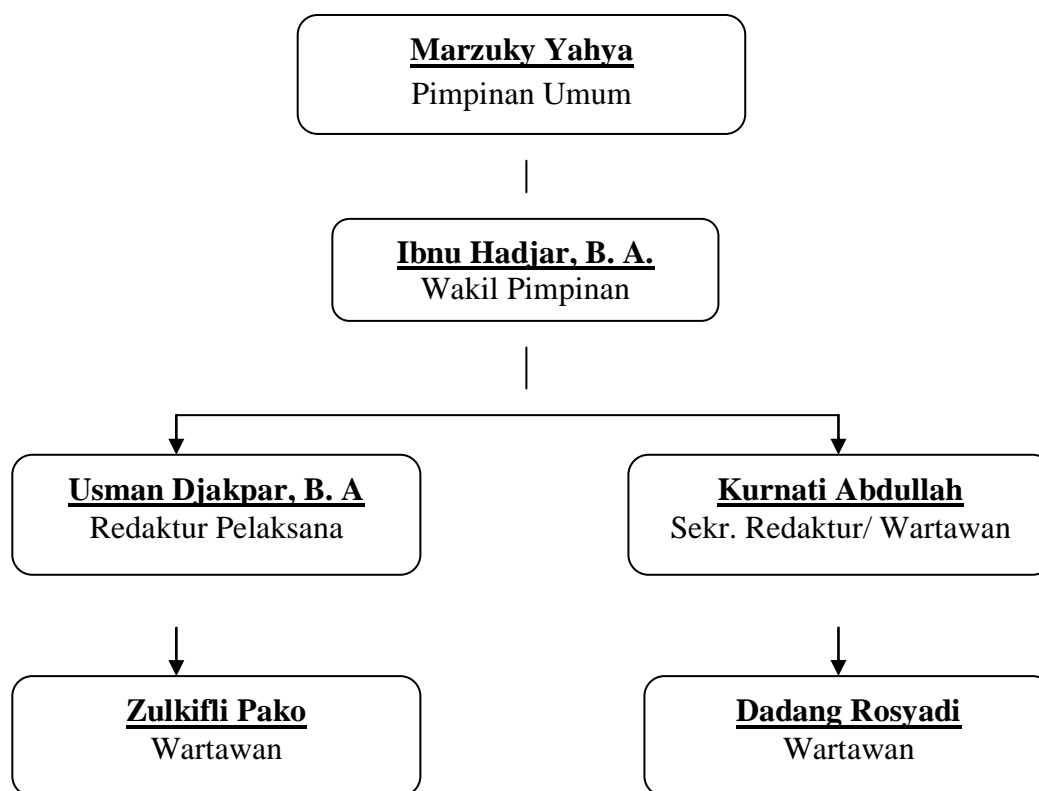 Marzuky Yahya
Pimpinan Umum
Ibnu Hadjar, B. A.
Wakil Pimpinan
Usman Djakpar, B. A
Redaktur Pelaksana
Kurnati Abdullah
Sekr. Redaktur/ Wartawan
Zulkifli Pako
Wartawan
Dadang Rosyadi
Wartawan